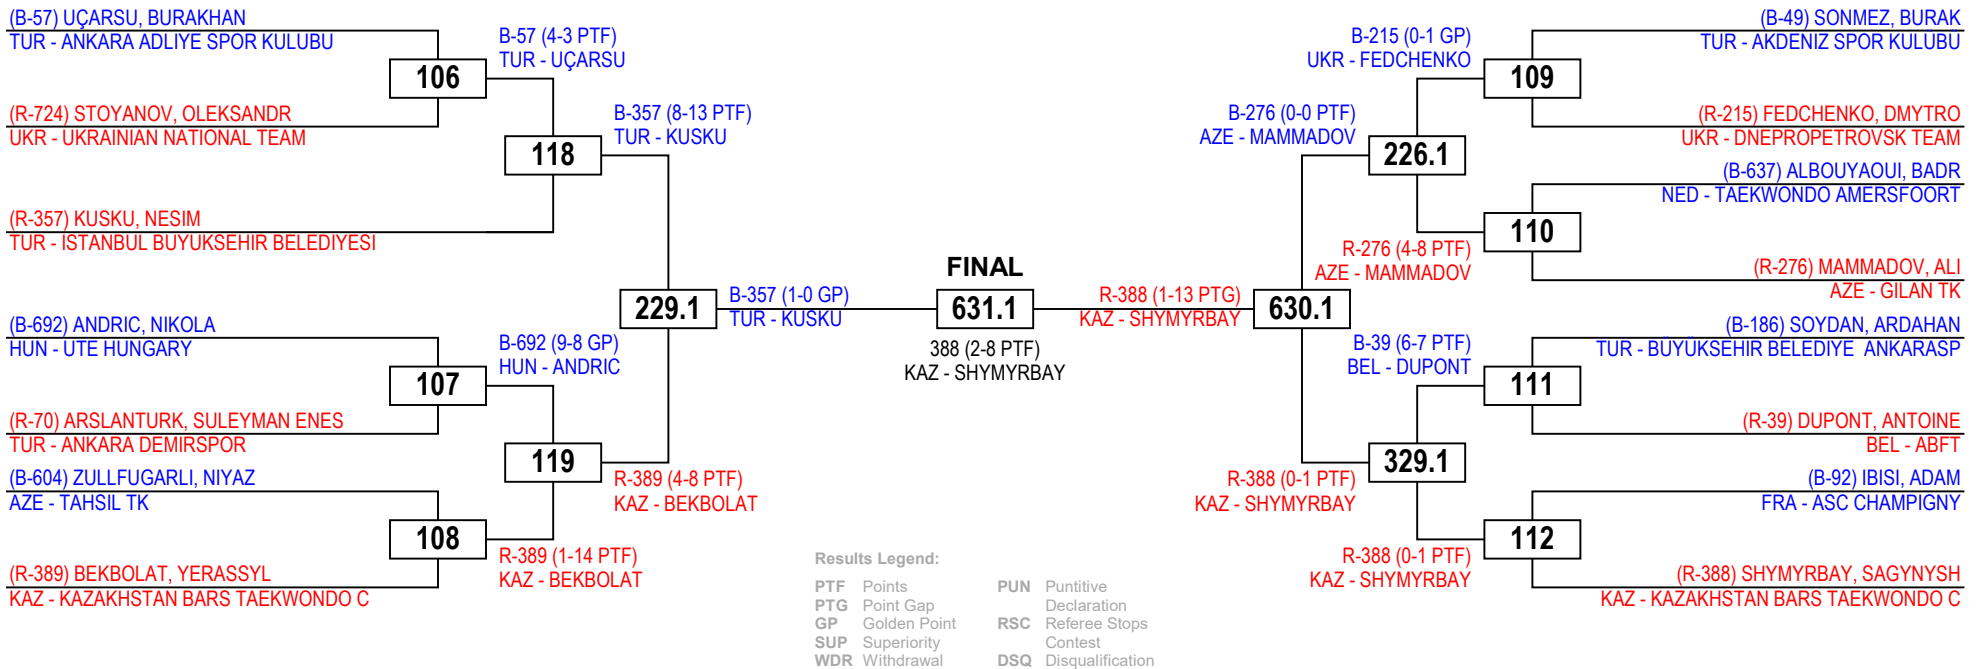 (B-57) UÇARSU, BURAKHAN
TUR - ANKARA ADLIYE SPOR KULUBU
106
(R-724) STOYANOV, OLEKSANDR
UKR - UKRAINIAN NATIONAL TEAM
B-57 (4-3 PTF)
TUR - UÇARSU
118
(R-357) KUSKU, NESIM
TUR - ISTANBUL BUYUKSEHIR BELEDIYESI
B-357 (8-13 PTF)
TUR - KUSKU
229.1
(B-692) ANDRIC, NIKOLA
HUN - UTE HUNGARY
107
(R-70) ARSLANTURK, SULEYMAN ENES
TUR - ANKARA DEMIRSPOR
B-692 (9-8 GP)
HUN - ANDRIC
119
(B-604) ZULLFUGARLI, NIYAZ
AZE - TAHSIL TK
108
(R-389) BEKBOLAT, YERASSYL
KAZ - KAZAKHSTAN BARS TAEKWONDO C
R-389 (1-14 PTF)
KAZ - BEKBOLAT
R-389 (4-8 PTF)
KAZ - BEKBOLAT
B-357 (1-0 GP)
TUR - KUSKU
FINAL
631.1
388 (2-8 PTF)
KAZ - SHYMYRBAY
R-388 (1-13 PTG)
KAZ - SHYMYRBAY
630.1
B-276 (0-0 PTF)
AZE - MAMMADOV
226.1
B-215 (0-1 GP)
UKR - FEDCHENKO
109
(B-49) SONMEZ, BURAK
TUR - AKDENIZ SPOR KULÜBÜ
(R-215) FEDCHENKO, DMYTRO
UKR - DNEPROPETROVSK TEAM
(B-637) ALBOUYAOUI, BADR
NED - TAEKWONDO AMERSFOORT
110
R-276 (4-8 PTF)
AZE - MAMMADOV
(R-276) MAMMADOV, ALI
AZE - GILAN TK
(B-186) SOYDAN, ARDAHAN
TUR - BUYUKSEHIR BELEDIYE ANKARASP
B-39 (6-7 PTF)
BEL - DUPONT
111
(R-39) DUPONT, ANTOINE
BEL - ABFT
329.1
R-388 (0-1 PTF)
KAZ - SHYMYRBAY
(B-92) IBISI, ADAM
FRA - ASC CHAMPIGNY
112
R-388 (0-1 PTF)
KAZ - SHYMYRBAY
(R-388) SHYMYRBAY, SAGYNYSH
KAZ - KAZAKHSTAN BARS TAEKWONDO C
Results Legend:
PTF Points
PTG Point Gap
GP Golden Point
SUP Superiority
WDR Withdrawal
PUN Puntitive
Declaration
RSC Referee Stops
Contest
DSQ Disqualification